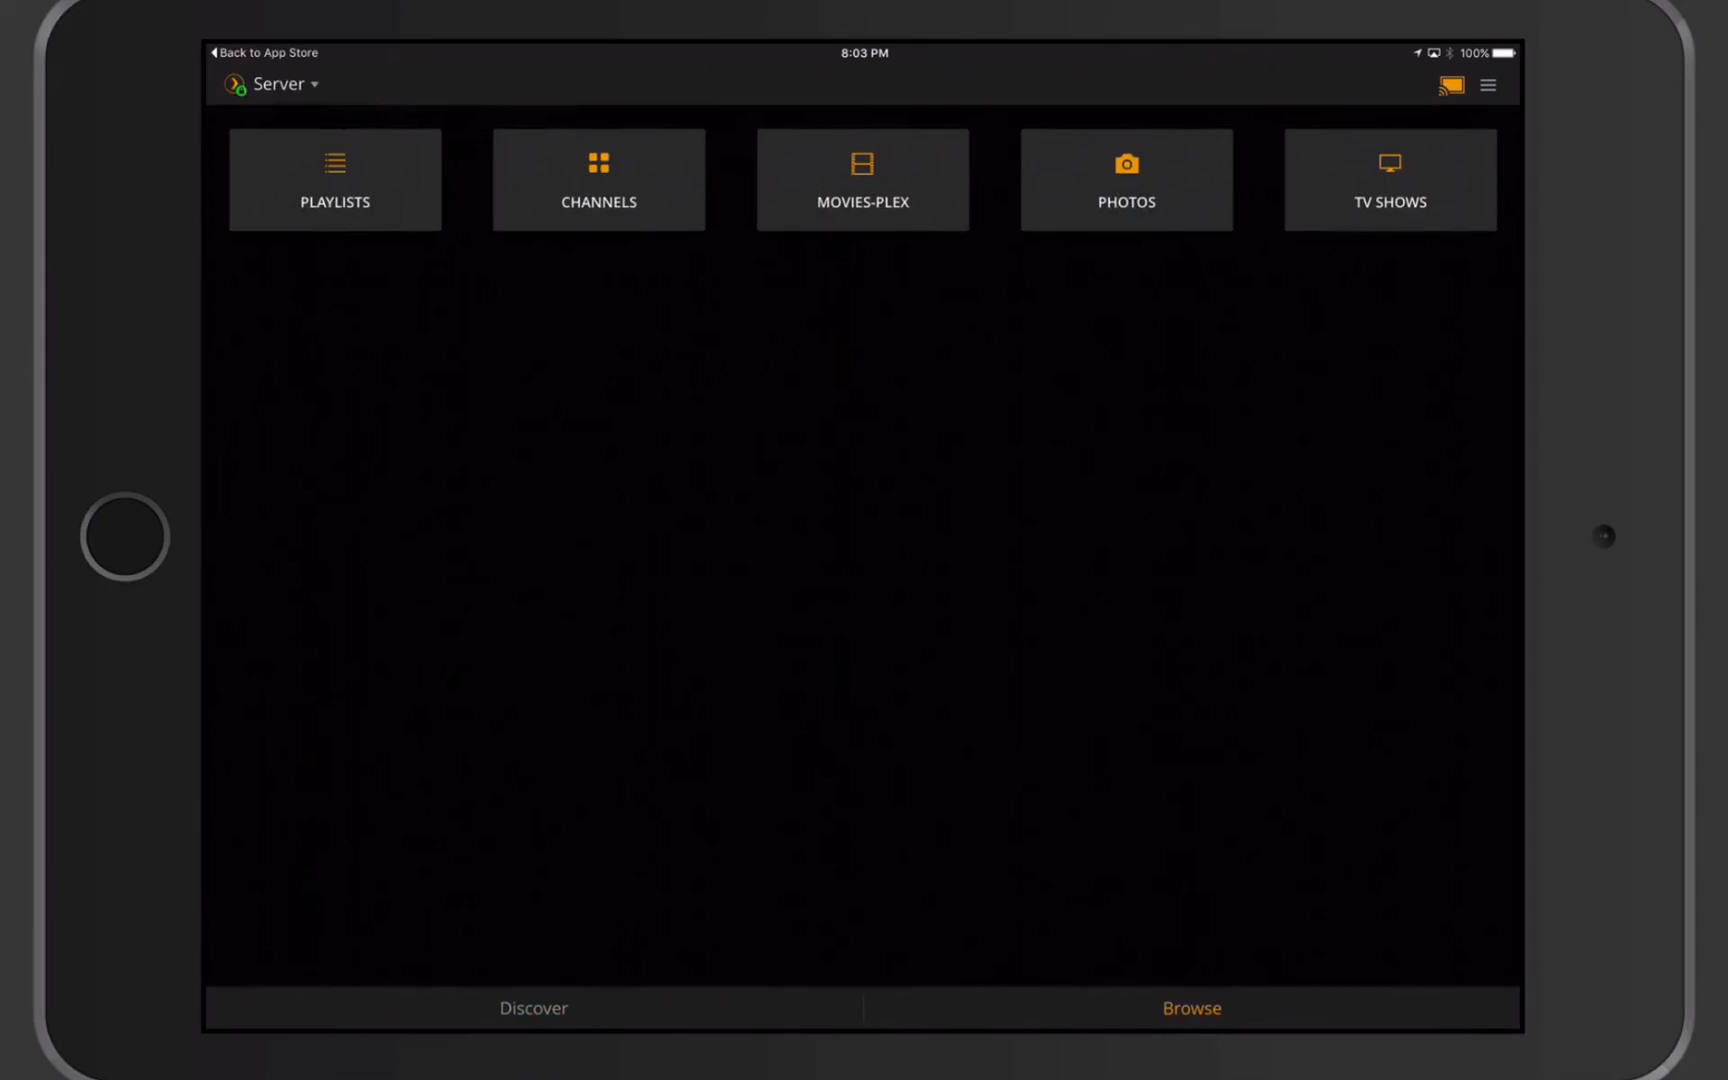 Back to App Store
8:03 PM
100%
Server
PLAYLISTS
CHANNELS
MOVIES-PLEX
PHOTOS
TV SHOWS
Discover
Browse